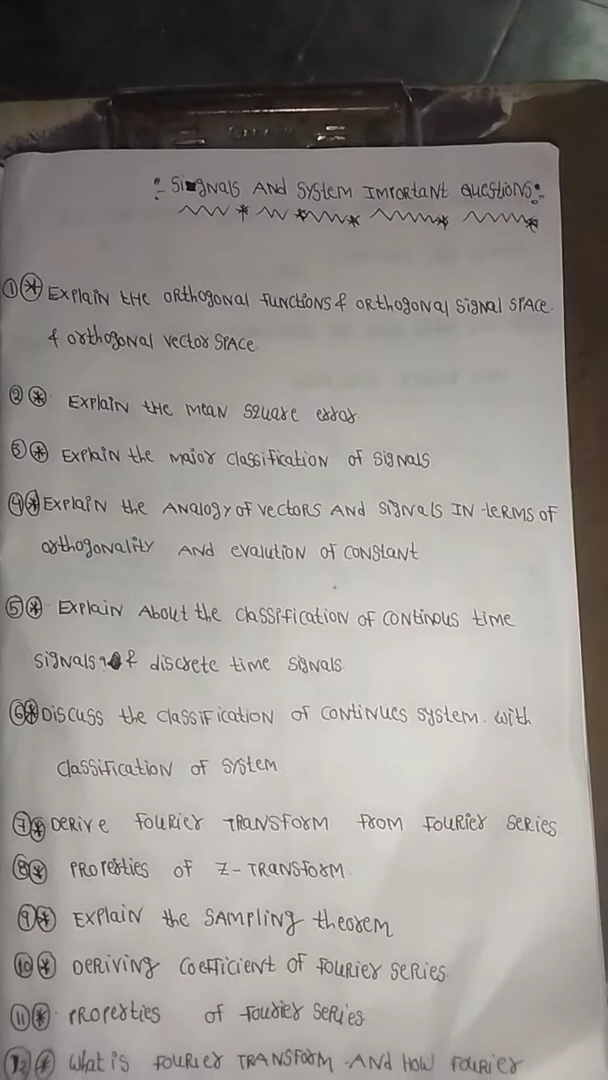 :- SIGNALS AND SYSTEM IMPORTANT QUESTIONS:-
① * EXPLAIN tHE ORthogonal functIONS & ORTHOGONAL SIGNAL SPACE.
& orthogonal vector SPACE.
② * EXPLAIN tHE MEAN SQUARE error
③ * EXPLAIN the major classification of SIGNALS
④ * EXPLAIN the ANALOGY of VECTORS AND SIGNALS IN TERMS OF
orthogonality AND evalution of CONSTANT
⑤ * EXPLAIN ABOUT the classification of continous time
signals & discrete time SIGNALS.
⑥ * DISCUSS the CLASSIFICATION of CONTINUES SYSTEM. with
classification of SYSTEM
⑦ * DERIVE FOURIER TRANSFORM FROM FOURIER SERIES.
⑧ * PROPERTIES OF Z-TRANSFORM.
⑨ * EXPLAIN the SAMPLING theorem
⑩ * DERIVING COEFFICIENT OF FOURIER SERIES.
⑪ * PROPERTIES of FOURIER SERIES.
⑫ * What is FOURIER TRANSFORM AND HOW FOURIER